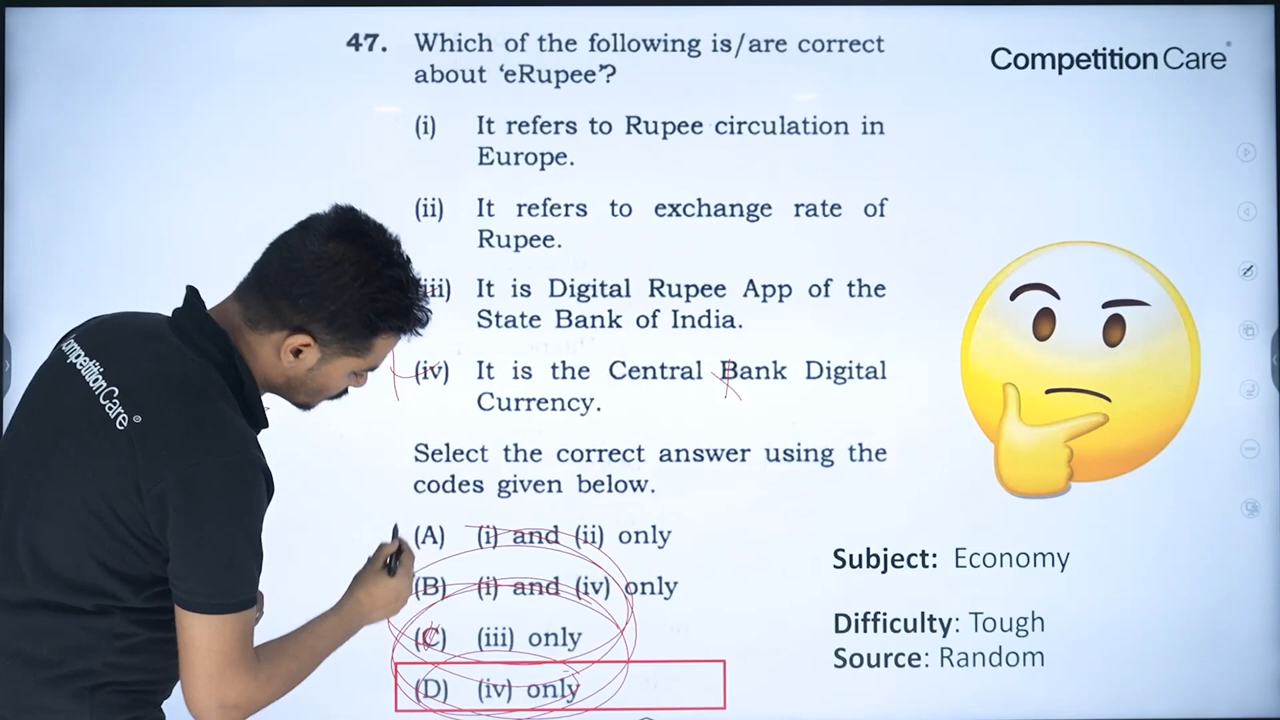 47. Which of the following is/are correct
about ‘eRupee’?
(i) It refers to Rupee circulation in
Europe.
(ii) It refers to exchange rate of
Rupee.
(iii) It is Digital Rupee App of the
State Bank of India.
(iv) It is the Central Bank Digital
Currency.
Select the correct answer using the
codes given below.
(A) (i) and (ii) only
(B) (i) and (iv) only
(C) (iii) only
(D) (iv) only
Competition Care
Subject: Economy
Difficulty: Tough
Source: Random
Competition Care